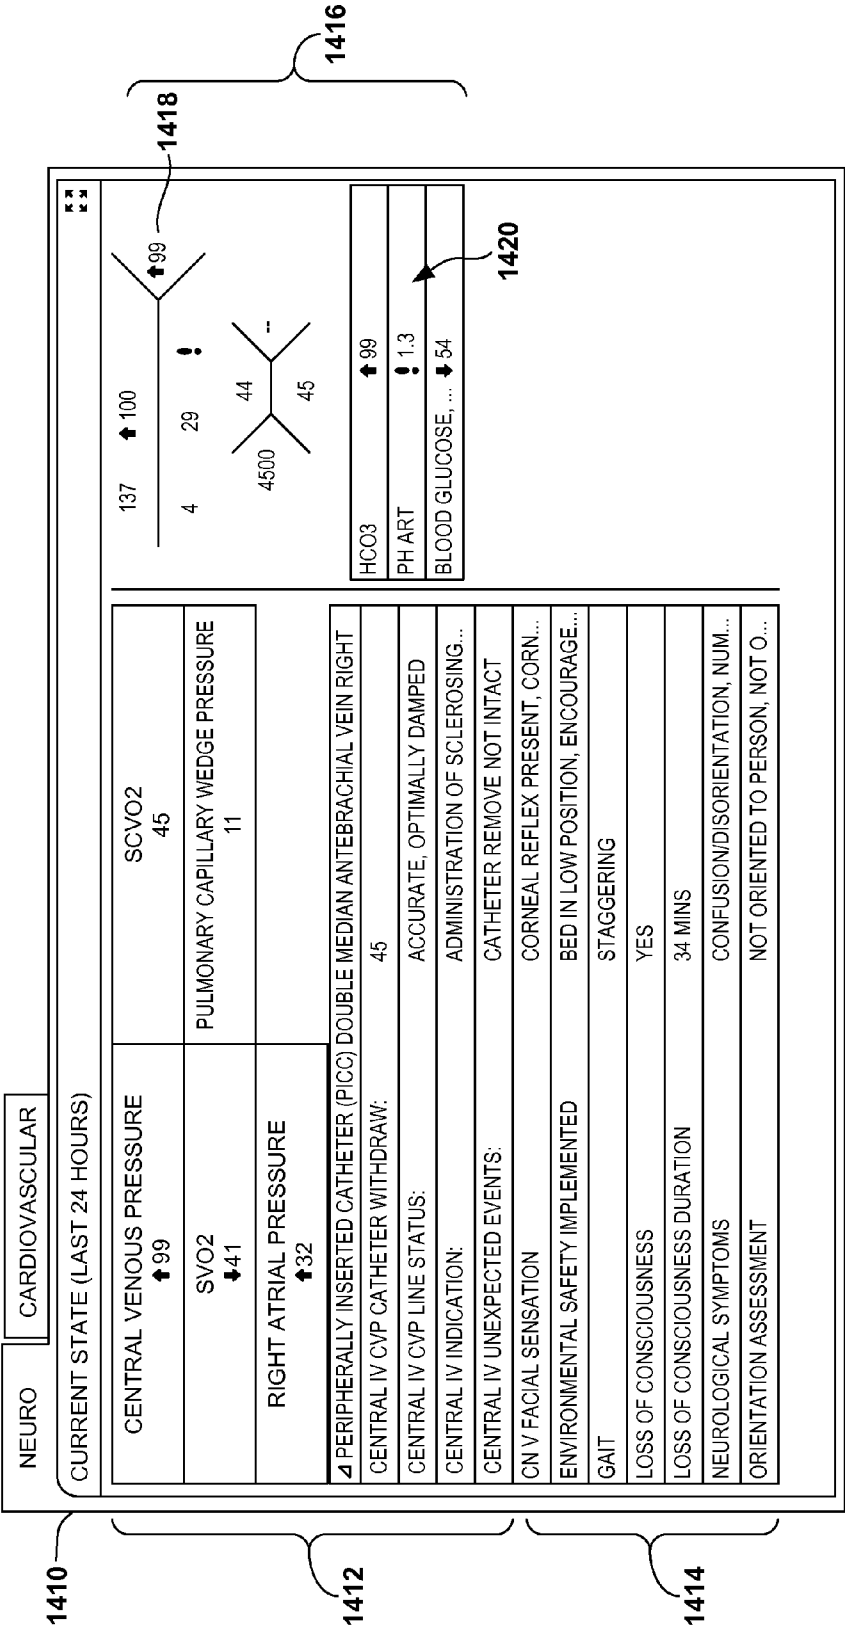 NEURO
CARDIOVASCULAR
1410
CURRENT STATE (LAST 24 HOURS)
CENTRAL VENOUS PRESSURE
⬆99
SCVO2
45
SVO2
⬇41
PULMONARY CAPILLARY WEDGE PRESSURE
11
RIGHT ATRIAL PRESSURE
⬆32
1412
⊿ PERIPHERALLY INSERTED CATHETER (PICC) DOUBLE MEDIAN ANTEBRACHIAL VEIN RIGHT
CENTRAL IV CVP CATHETER WITHDRAW: 45
CENTRAL IV CVP LINE STATUS: ACCURATE, OPTIMALLY DAMPED
CENTRAL IV INDICATION: ADMINISTRATION OF SCLEROSING...
CENTRAL IV UNEXPECTED EVENTS: CATHETER REMOVE NOT INTACT
1414
CN V FACIAL SENSATION CORNEAL REFLEX PRESENT, CORN...
ENVIRONMENTAL SAFETY IMPLEMENTED BED IN LOW POSITION, ENCOURAGE...
GAIT STAGGERING
LOSS OF CONSCIOUSNESS YES
LOSS OF CONSCIOUSNESS DURATION 34 MINS
NEUROLOGICAL SYMPTOMS CONFUSION/DISORIENTATION, NUM...
ORIENTATION ASSESSMENT NOT ORIENTED TO PERSON, NOT O...
1416
137 ⬆100
⬆99
1418
4 29 !
44
4500 --
45
HCO3 ⬆99
PH ART ! 1.3
BLOOD GLUCOSE, ... ⬇54
1420